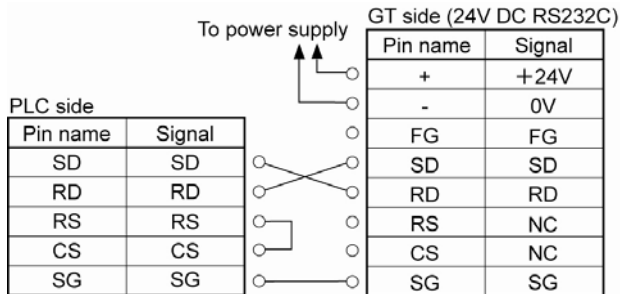 GT side (24V DC RS232C)
To power supply
Pin name Signal
+ +24V
- 0V
FG FG
SD SD
RD RD
RS NC
CS NC
SG SG
PLC side
Pin name Signal
SD SD
RD RD
RS RS
CS CS
SG SG